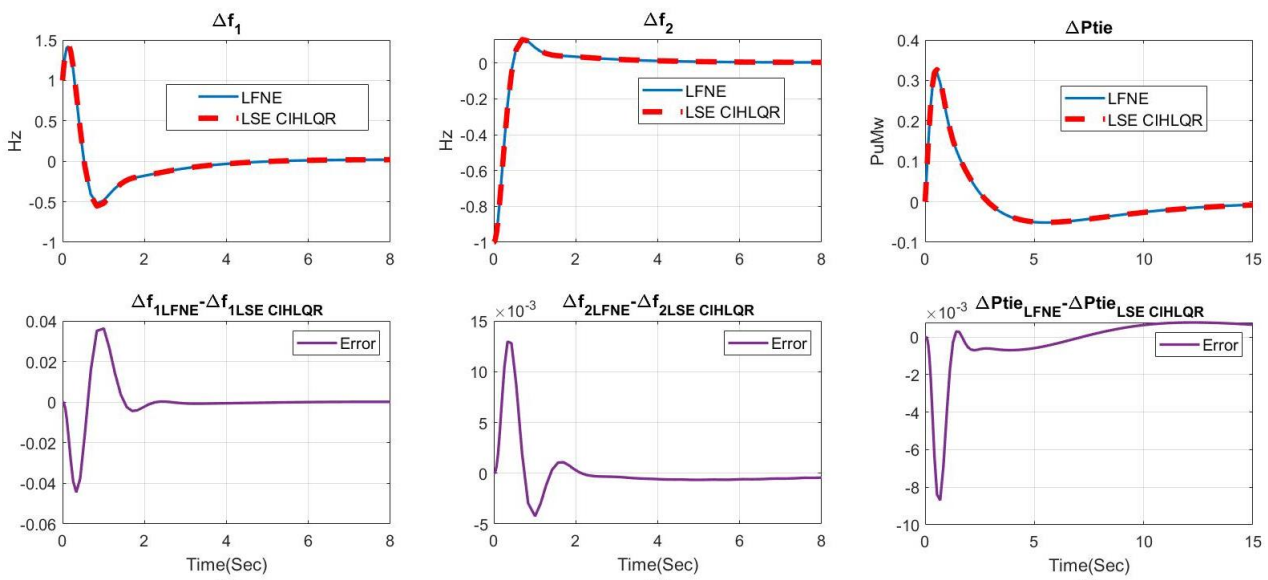 Δf1
1.5
1
0.5
0
-0.5
-1
Hz
LFNE
LSE CIHLQR
0 2 4 6 8
Δf2
0
-0.2
-0.4
-0.6
-0.8
-1
Hz
LFNE
LSE CIHLQR
0 2 4 6 8
ΔPtie
0.4
0.3
0.2
0.1
0
-0.1
PuMw
LFNE
LSE CIHLQR
0 5 10 15
Δf1LFNE-Δf1LSE CIHLQR
0.04
0.02
0
-0.02
-0.04
-0.06
Error
0 2 4 6 8
Time(Sec)
Δf2LFNE-Δf2LSE CIHLQR
×10-3
15
10
5
0
-5
Error
0 2 4 6 8
Time(Sec)
ΔPtieLFNE-ΔPtieLSE CIHLQR
×10-3
0
-2
-4
-6
-8
-10
Error
0 5 10 15
Time(Sec)